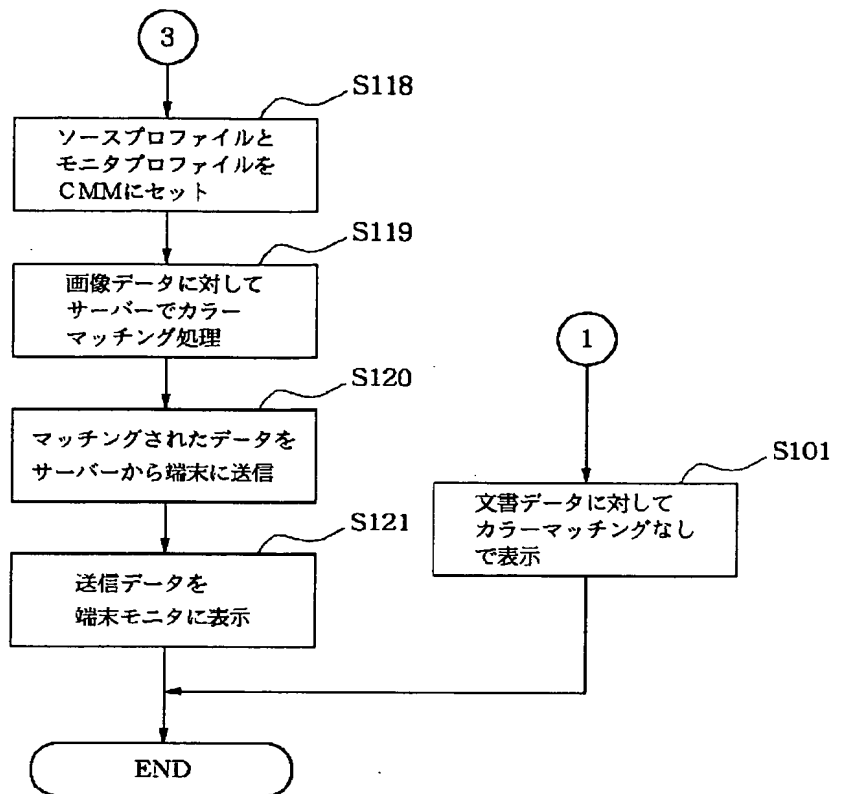 3
S118
ソースプロファイルと
モニタプロファイルを
CMMにセット
S119
画像データに対して
サーバーでカラー
マッチング処理
S120
マッチングされたデータを
サーバーから端末に送信
S121
送信データを
端末モニタに表示
1
S101
文書データに対して
カラーマッチングなし
で表示
END